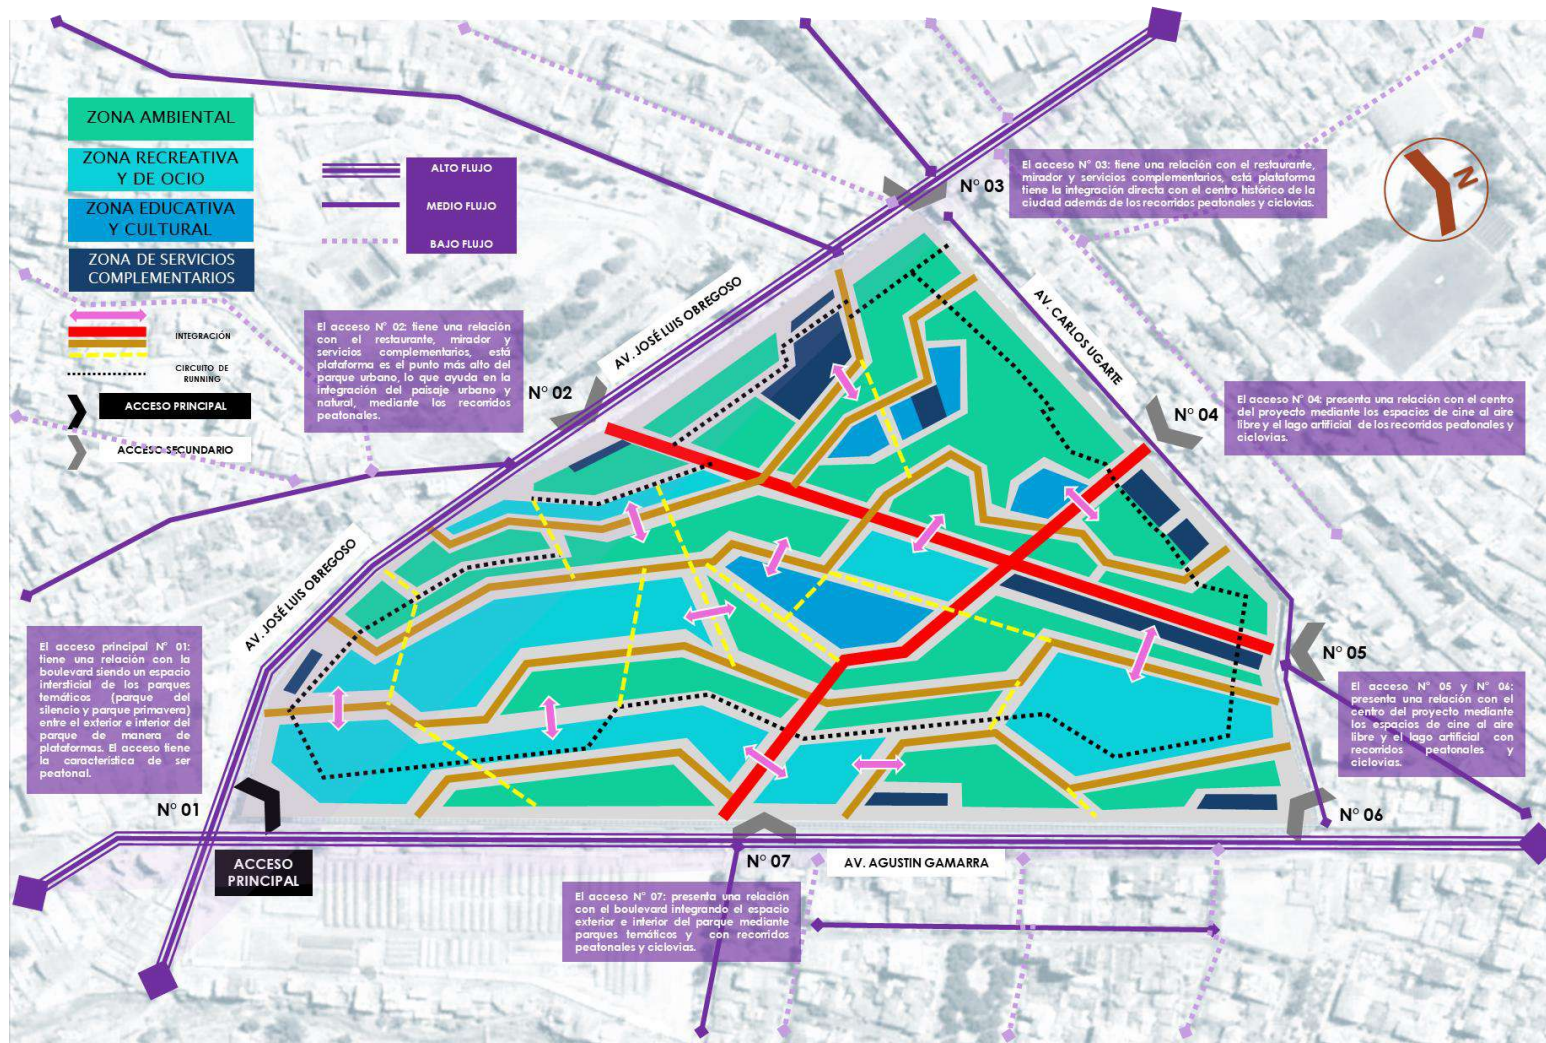 ZONA AMBIENTAL
ZONA RECREATIVA
Y DE OCIO
ZONA EDUCATIVA
Y CULTURAL
ZONA DE SERVICIOS
COMPLEMENTARIOS
INTEGRACIÓN
CIRCUITO DE
RUNNING
ACCESO PRINCIPAL
ACCESO SECUNDARIO
ALTO FLUJO
MEDIO FLUJO
BAJO FLUJO
El acceso N° 02: tiene una relación
con el restaurante, mirador y
servicios complementarios, está
plataforma es el punto más alto del
parque urbano, lo que ayuda en la
integración del paisaje urbano y
natural, mediante los recorridos
peatonales.
N° 02
AV. JOSÉ LUIS OBREGOSO
N° 03
El acceso N° 03: tiene una relación con el restaurante,
mirador y servicios complementarios, está plataforma
tiene la integración directa con el centro histórico de la
ciudad además de los recorridos peatonales y ciclovias.
N
AV. CARLOS UGARTE
N° 04
El acceso N° 04: presenta una relación con el centro
del proyecto mediante los espacios de cine al aire
libre y el lago artificial de los recorridos peatonales y
ciclovias.
AV. JOSÉ LUIS OBREGOSO
El acceso principal N° 01:
tiene una relación con la
boulevard siendo un espacio
intersticial de los parques
temáticos (parque del
silencio y parque primavera)
entre el exterior e interior del
parque de manera de
plataformas. El acceso tiene
la característica de ser
peatonal.
N° 01
ACCESO
PRINCIPAL
N° 05
El acceso N° 05 y N° 06:
presenta una relación con el
centro del proyecto mediante
los espacios de cine al aire
libre y el lago artificial con
recorridos peatonales y
ciclovias.
N° 06
N° 07
AV. AGUSTIN GAMARRA
El acceso N° 07: presenta una relación
con el boulevard integrando el espacio
exterior e interior del parque mediante
parques temáticos y con recorridos
peatonales y ciclovias.